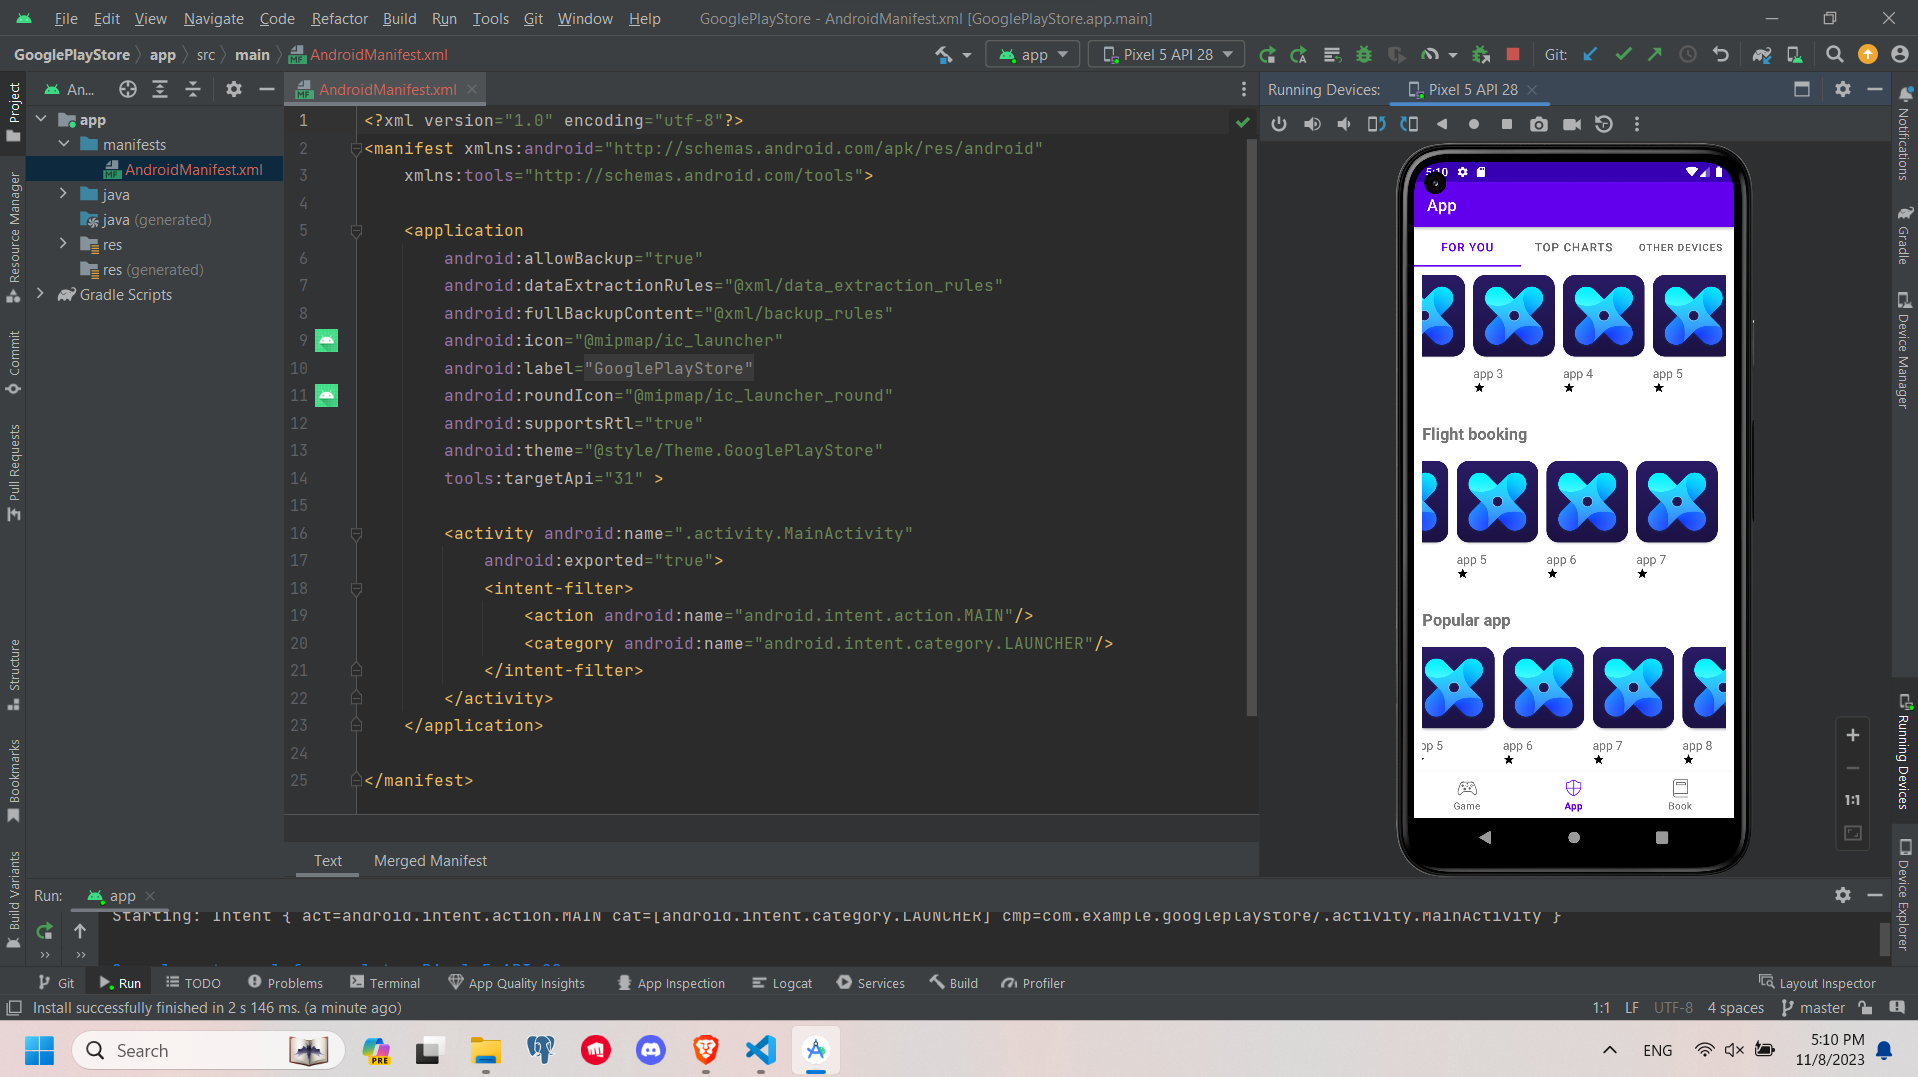 File Edit View Navigate Code Refactor Build Run Tools Git Window Help GooglePlayStore - AndroidManifest.xml [GooglePlayStore.app.main]
GooglePlayStore app src main AndroidManifest.xml app Pixel 5 API 28 Git:
An... AndroidManifest.xml Running Devices: Pixel 5 API 28
Project
Resource Manager
Commit
Pull Requests
Structure
Bookmarks
Build Variants
app
manifests
AndroidManifest.xml
java
java (generated)
res
res (generated)
Gradle Scripts
1 <?xml version="1.0" encoding="utf-8"?>
2 <manifest xmlns:android="http://schemas.android.com/apk/res/android"
3 xmlns:tools="http://schemas.android.com/tools">
4
5 <application
6 android:allowBackup="true"
7 android:dataExtractionRules="@xml/data_extraction_rules"
8 android:fullBackupContent="@xml/backup_rules"
9 android:icon="@mipmap/ic_launcher"
10 android:label="GooglePlayStore"
11 android:roundIcon="@mipmap/ic_launcher_round"
12 android:supportsRtl="true"
13 android:theme="@style/Theme.GooglePlayStore"
14 tools:targetApi="31" >
15
16 <activity android:name=".activity.MainActivity"
17 android:exported="true">
18 <intent-filter>
19 <action android:name="android.intent.action.MAIN"/>
20 <category android:name="android.intent.category.LAUNCHER"/>
21 </intent-filter>
22 </activity>
23 </application>
24
25 </manifest>
Text Merged Manifest
5:10
App
FOR YOU TOP CHARTS OTHER DEVICES
app 3 app 4 app 5
Flight booking
app 5 app 6 app 7
Popular app
pp 5 app 6 app 7 app 8
Game App Book
1:1
Notifications
Gradle
Device Manager
Running Devices
Device Explorer
Run: app
Starting: Intent { act=android.intent.action.MAIN cat=[android.intent.category.LAUNCHER] cmp=com.example.googleplaystore/.activity.MainActivity }
Git Run TODO Problems Terminal App Quality Insights App Inspection Logcat Services Build Profiler Layout Inspector
Install successfully finished in 2 s 146 ms. (a minute ago) 1:1 LF UTF-8 4 spaces master
Search PRE ENG 5:10 PM
11/8/2023